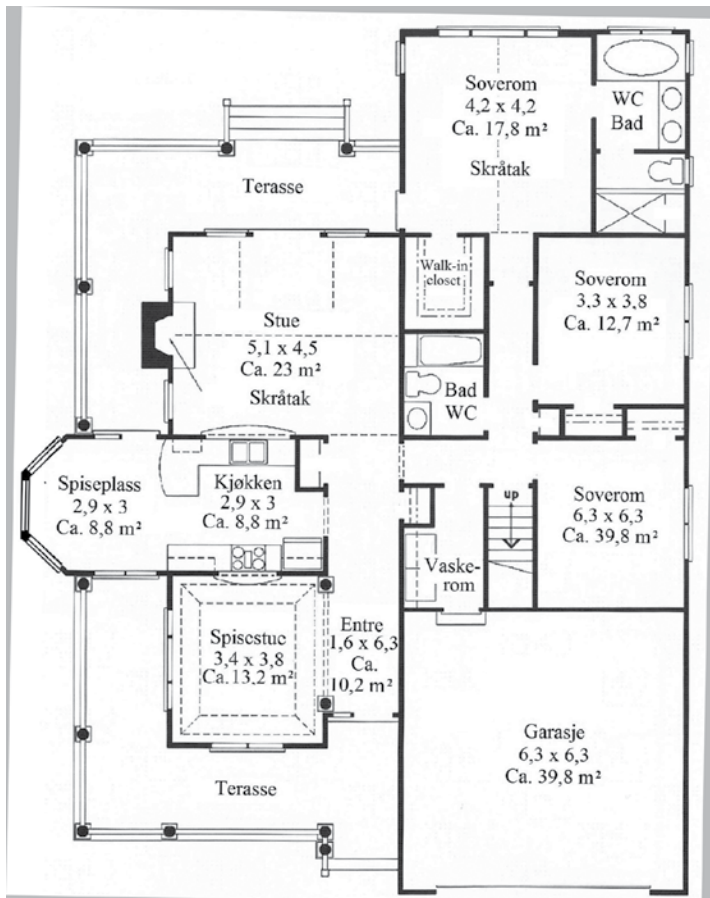 Soverom
4,2 x 4,2
Ca. 17,8 m²
Skråtak
WC
Bad
Terasse
Walk-in
closet
Soverom
3,3 x 3,8
Ca. 12,7 m²
Stue
5,1 x 4,5
Ca. 23 m²
Skråtak
Bad
WC
Spiseplass
2,9 x 3
Ca. 8,8 m²
Kjøkken
2,9 x 3
Ca. 8,8 m²
up
Soverom
6,3 x 6,3
Ca. 39,8 m²
Vaske-
rom
Spisestue
3,4 x 3,8
Ca. 13,2 m²
Entre
1,6 x 6,3
Ca.
10,2 m²
Garasje
6,3 x 6,3
Ca. 39,8 m²
Terasse